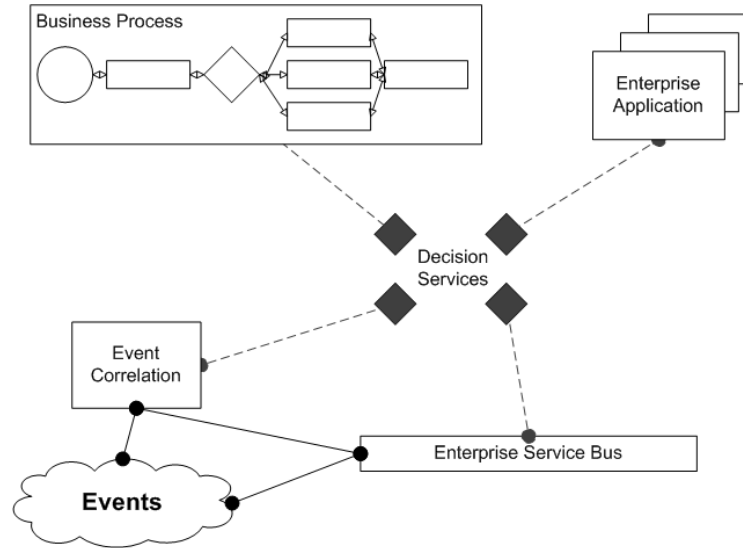 Business Process
Enterprise
Application
Decision
Services
Event
Correlation
Enterprise Service Bus
Events